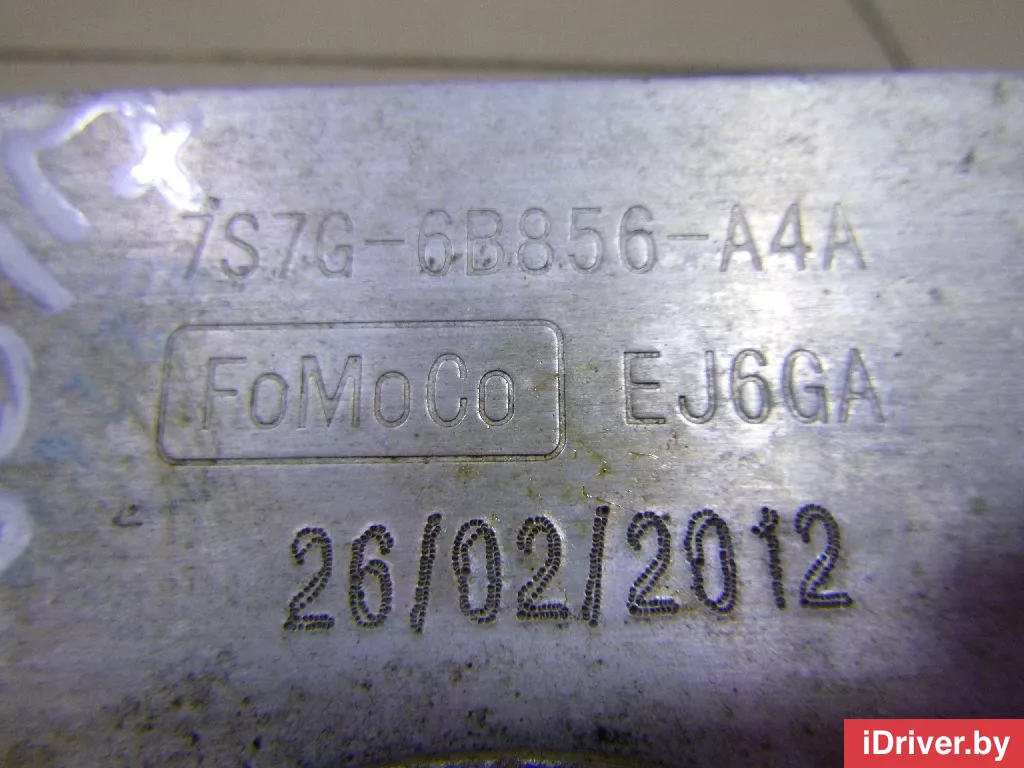 7S7G-6B856-A4A
FoMoCo EJ6GA
26/02/2012
iDriver.by